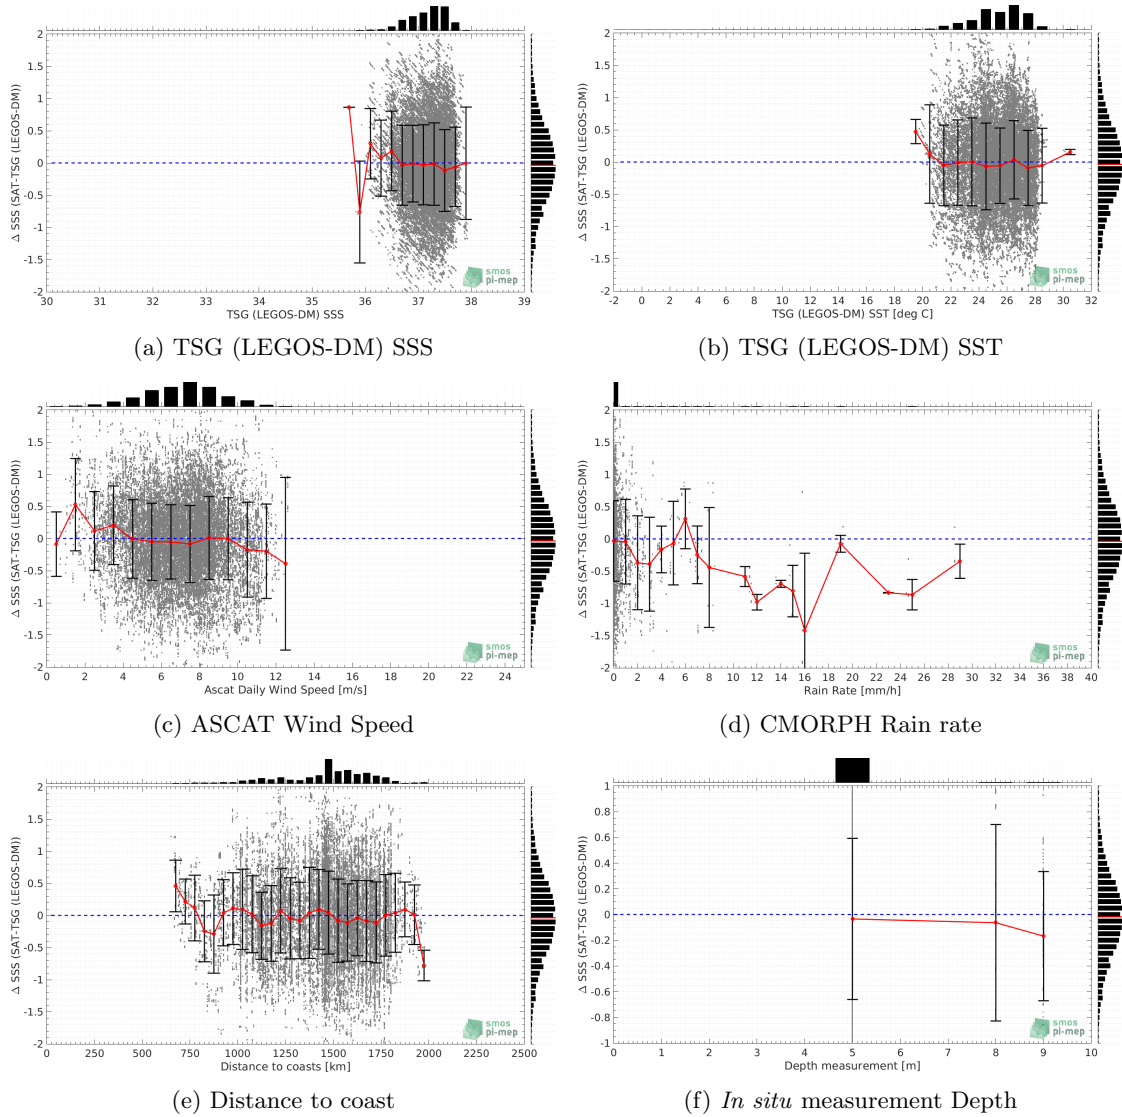 2
1.5
1
0.5
0
-0.5
-1
-1.5
-2
Δ SSS (SAT-TSG (LEGOS-DM))
smos
pi-mep
30 31 32 33 34 35 36 37 38 39
TSG (LEGOS-DM) SSS
(a) TSG (LEGOS-DM) SSS
2
1.5
1
0.5
0
-0.5
-1
-1.5
-2
Δ SSS (SAT-TSG (LEGOS-DM))
smos
pi-mep
-2 0 2 4 6 8 10 12 14 16 18 20 22 24 26 28 30 32
TSG (LEGOS-DM) SST [deg C]
(b) TSG (LEGOS-DM) SST
2
1.5
1
0.5
0
-0.5
-1
-1.5
-2
Δ SSS (SAT-TSG (LEGOS-DM))
smos
pi-mep
0 2 4 6 8 10 12 14 16 18 20 22 24
Ascat Daily Wind Speed [m/s]
(c) ASCAT Wind Speed
2
1.5
1
0.5
0
-0.5
-1
-1.5
-2
Δ SSS (SAT-TSG (LEGOS-DM))
smos
pi-mep
0 2 4 6 8 10 12 14 16 18 20 22 24 26 28 30 32 34 36 38 40
Rain Rate [mm/h]
(d) CMORPH Rain rate
2
1.5
1
0.5
0
-0.5
-1
-1.5
-2
Δ SSS (SAT-TSG (LEGOS-DM))
smos
pi-mep
0 250 500 750 1000 1250 1500 1750 2000 2250 2500
Distance to coasts [km]
(e) Distance to coast
1
0.8
0.6
0.4
0.2
0
-0.2
-0.4
-0.6
-0.8
-1
Δ SSS (SAT-TSG (LEGOS-DM))
smos
pi-mep
0 1 2 3 4 5 6 7 8 9 10
Depth measurement [m]
(f) In situ measurement Depth